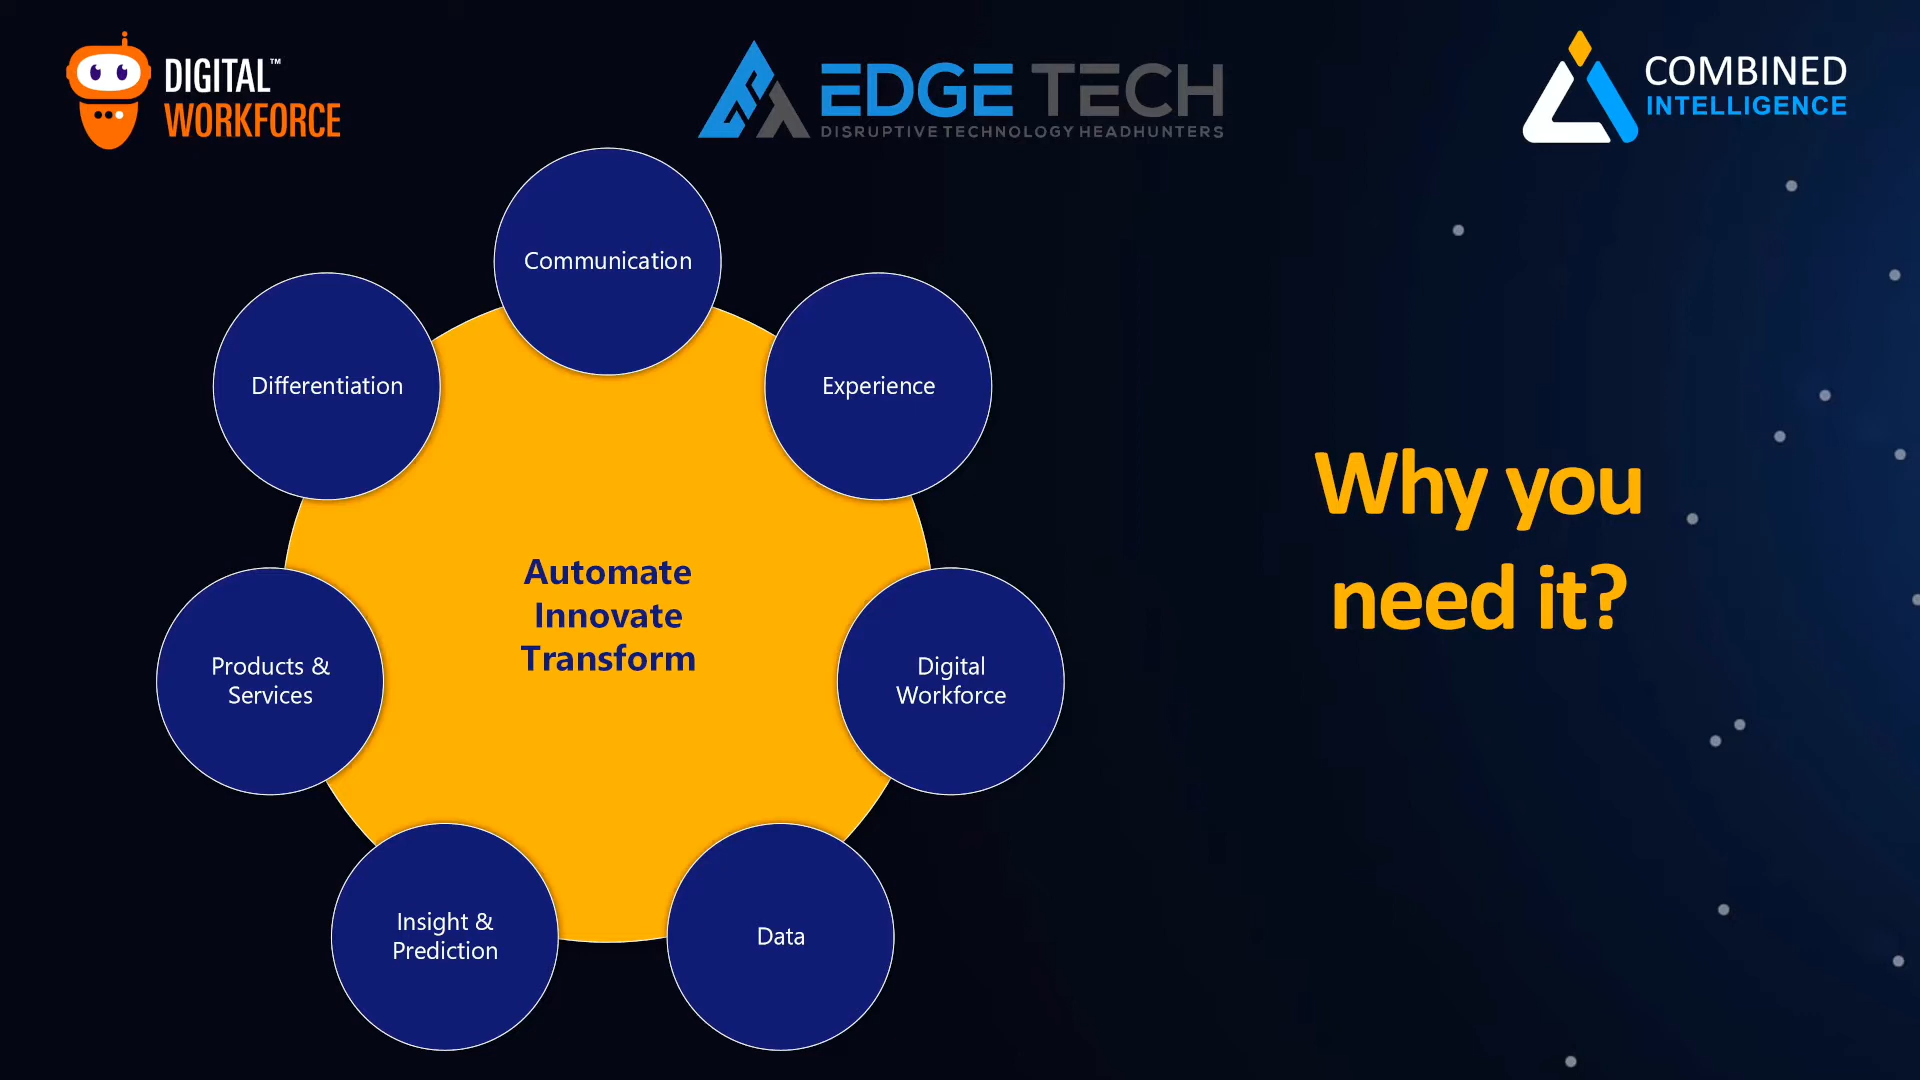 DIGITAL™
WORKFORCE
EDGE TECH
DISRUPTIVE TECHNOLOGY HEADHUNTERS
COMBINED
INTELLIGENCE
Communication
Differentiation
Experience
Why you
need it?
Automate
Innovate
Transform
Products &
Services
Digital
Workforce
Insight &
Prediction
Data